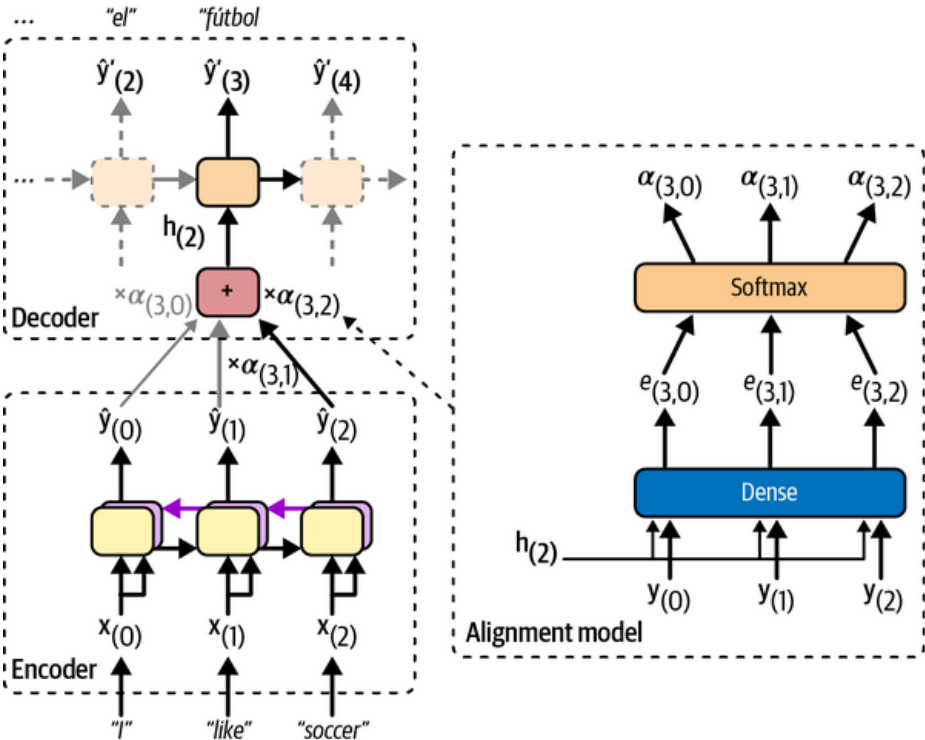 ... "el" "fútbol
ŷ'(2) ŷ'(3) ŷ'(4)
...
h(2)
+
×α(3,0) ×α(3,2)
Decoder
×α(3,1)
ŷ(0) ŷ(1) ŷ(2)
x(0) x(1) x(2)
Encoder
"I" "like" "soccer"
α(3,0) α(3,1) α(3,2)
Softmax
e(3,0) e(3,1) e(3,2)
Dense
h(2)
y(0) y(1) y(2)
Alignment model